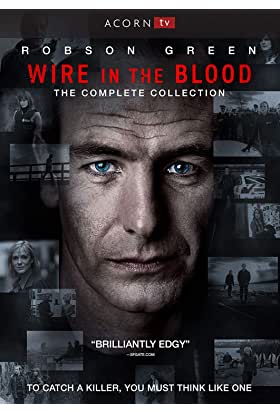 ACORN tv
ROBSON GREEN
WIRE IN THE BLOOD
THE COMPLETE COLLECTION
“BRILLIANTLY EDGY”
—SFGATE.COM
TO CATCH A KILLER, YOU MUST THINK LIKE ONE